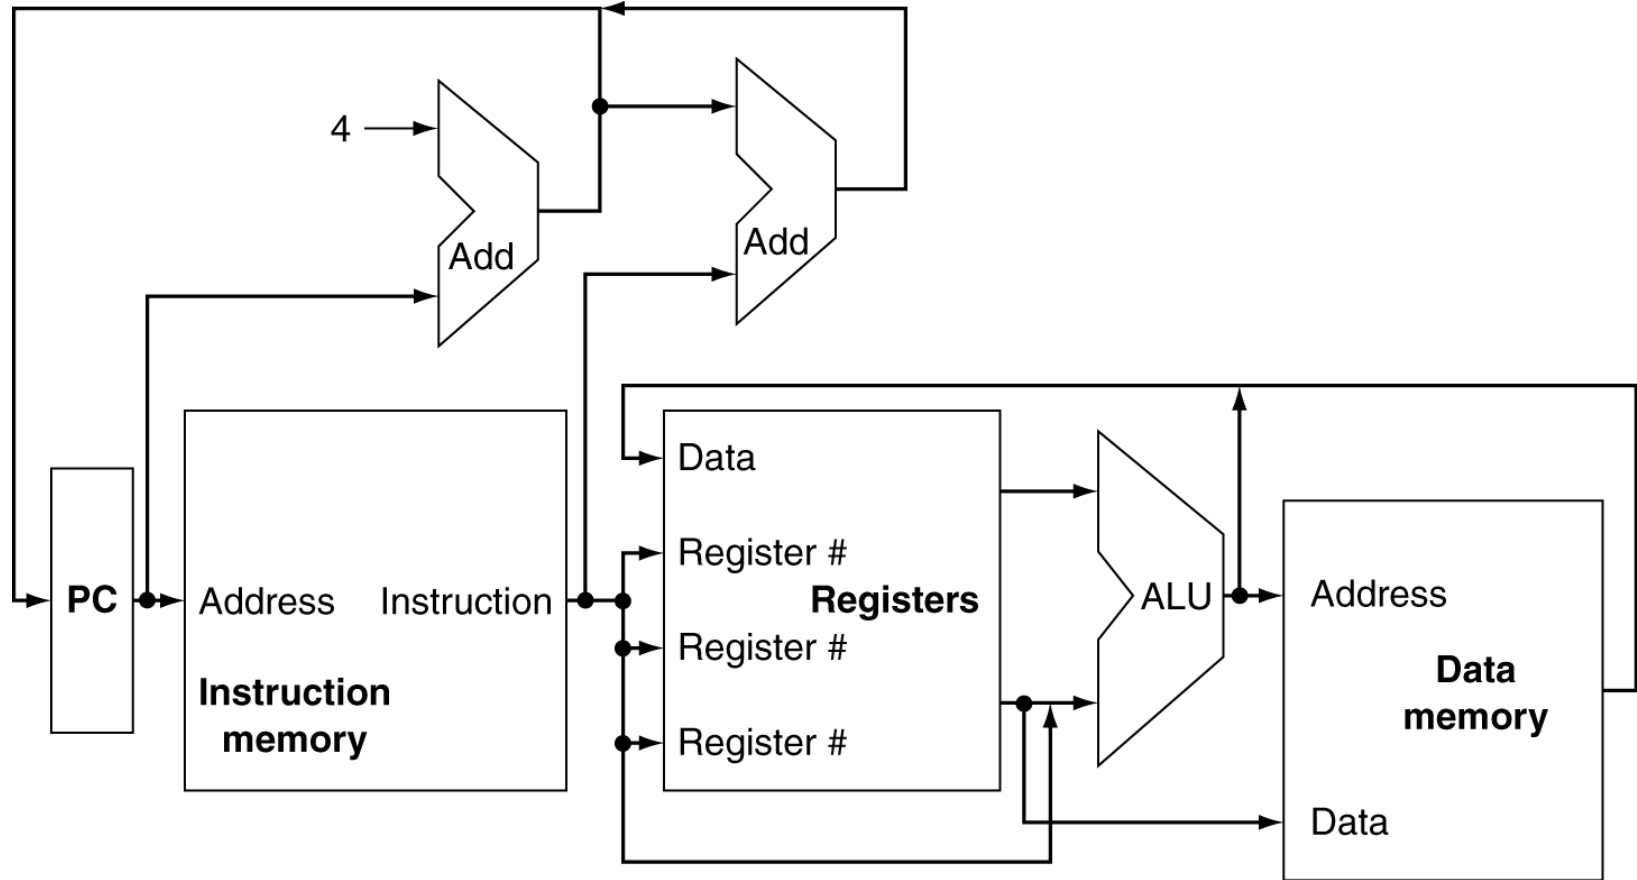 4
Add
Add
Data
Register #
PC
Address
Instruction
Registers
ALU
Address
Register #
Instruction
memory
Data
memory
Register #
Data